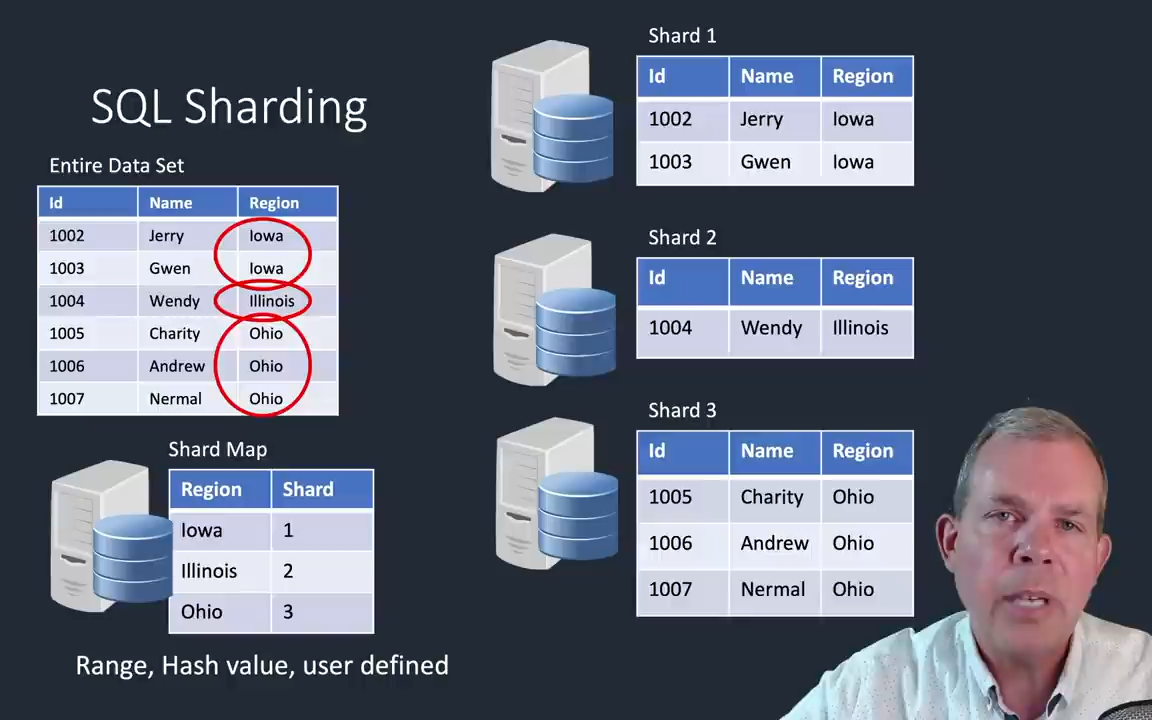 SQL Sharding
Entire Data Set
Id Name Region
1002 Jerry Iowa
1003 Gwen Iowa
1004 Wendy Illinois
1005 Charity Ohio
1006 Andrew Ohio
1007 Nermal Ohio
Shard Map
Region Shard
Iowa 1
Illinois 2
Ohio 3
Range, Hash value, user defined
Shard 1
Id Name Region
1002 Jerry Iowa
1003 Gwen Iowa
Shard 2
Id Name Region
1004 Wendy Illinois
Shard 3
Id Name Region
1005 Charity Ohio
1006 Andrew Ohio
1007 Nermal Ohio